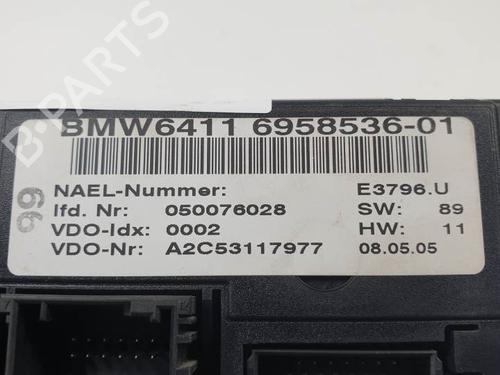 B-PARTS
BMW6411 6958536-01
NAEL-Nummer: E3796.U
lfd. Nr: 050076028 SW: 89
VDO-Idx: 0002 HW: 11
VDO-Nr: A2C53117977 08.05.05
66